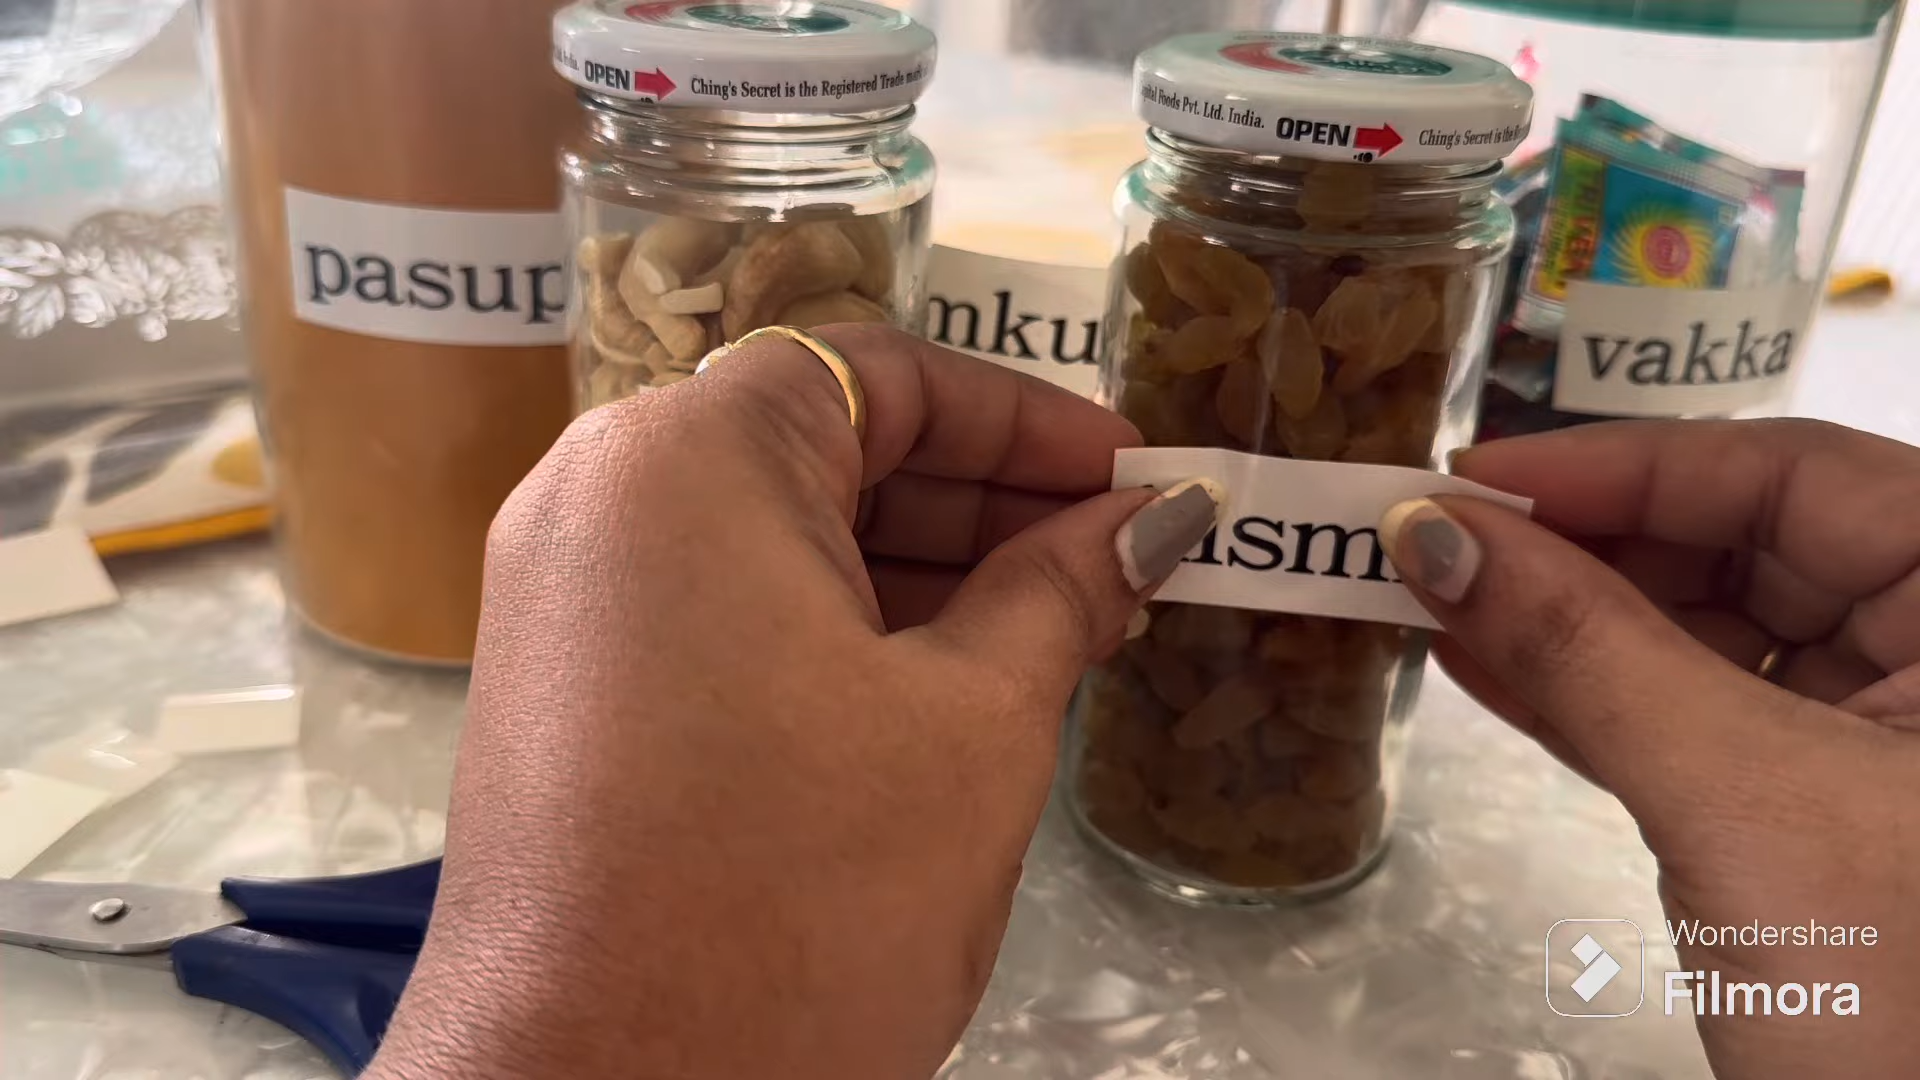 OPEN Ching's Secret is the Registered Trade mark
Foods Pvt. Ltd. India. OPEN Ching's Secret is the
pasup
mku
vakka
ism
Wondershare
Filmora